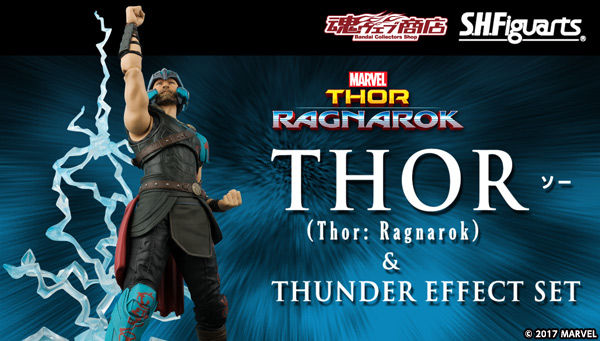 魂ウェブ商店
Bandai Collectors Shop
S.H.Figuarts®
MARVEL
THOR
RAGNAROK
THOR ソー
(Thor: Ragnarok)
&
THUNDER EFFECT SET
© 2017 MARVEL